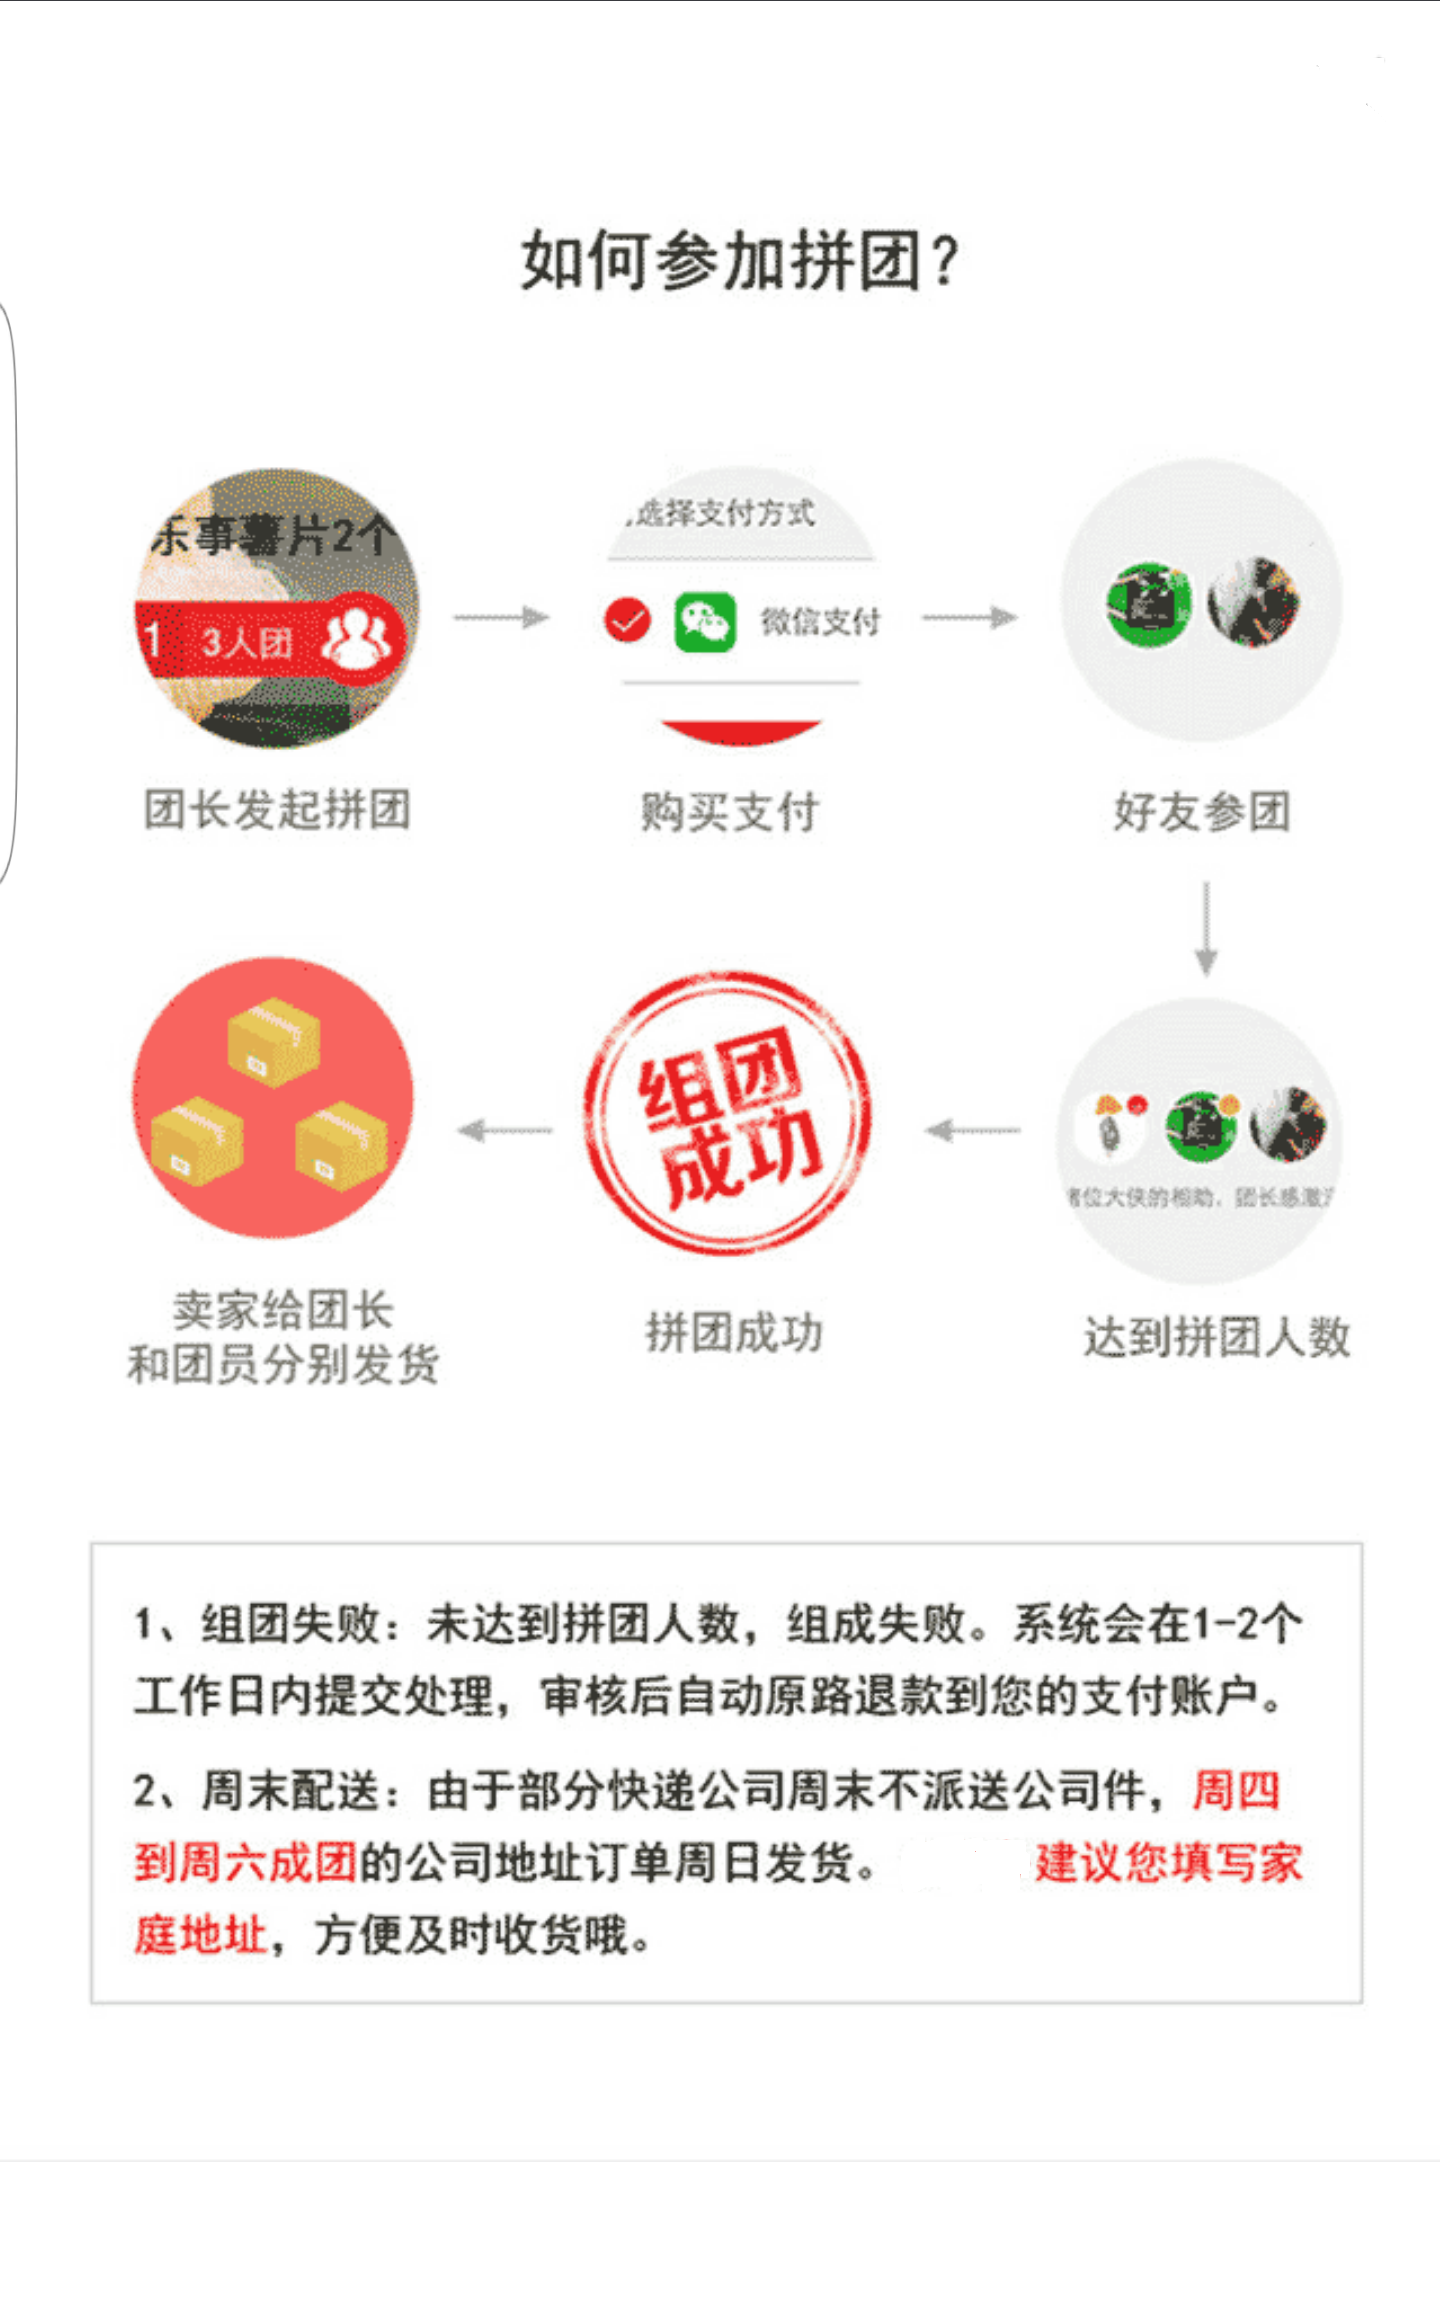 如何参加拼团?
乐事薯片2个
1 3人团
选择支付方式
微信支付
团长发起拼团
购买支付
好友参团
组团
成功
位大侠的相助，团长感激
卖家给团长
和团员分别发货
拼团成功
达到拼团人数
1、组团失败：未达到拼团人数，组成失败。系统会在1-2个
工作日内提交处理，审核后自动原路退款到您的支付账户。
2、周末配送：由于部分快递公司周末不派送公司件，周四
到周六成团的公司地址订单周日发货。 建议您填写家
庭地址，方便及时收货哦。